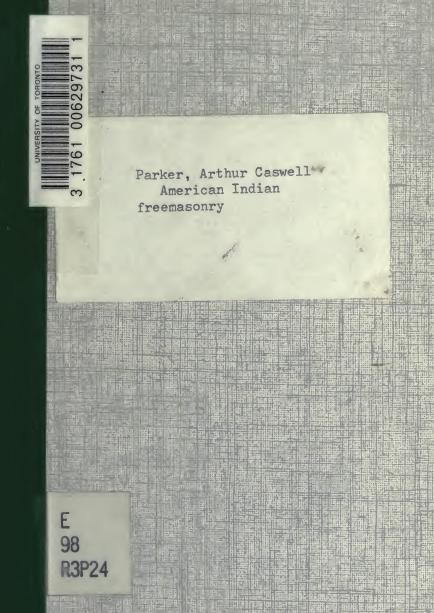 UNIVERSITY OF TORONTO
3 1761 00629731 1
Parker, Arthur Caswell
American Indian
freemasonry
E
98
R3P24